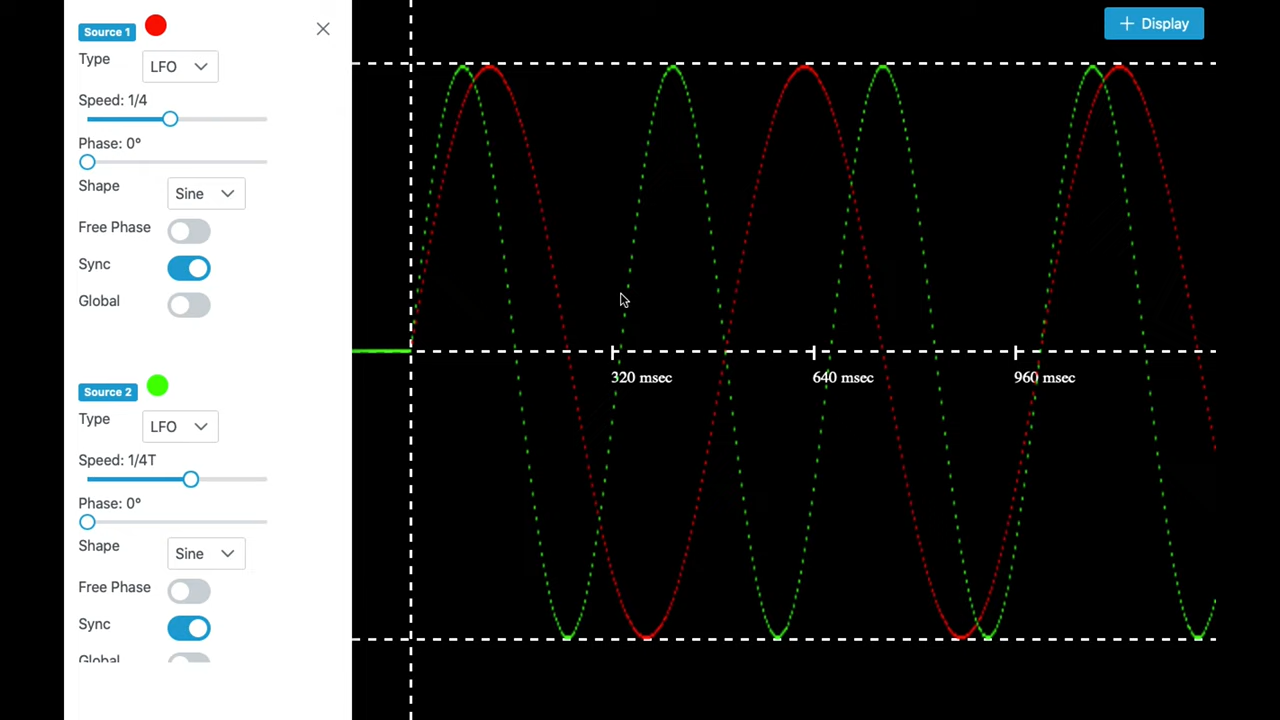 Source 1
Type
LFO
Speed: 1/4
Phase: 0°
Shape
Sine
Free Phase
Sync
Global
Source 2
Type
LFO
Speed: 1/4T
Phase: 0°
Shape
Sine
Free Phase
Sync
Global
+ Display
320 msec
640 msec
960 msec